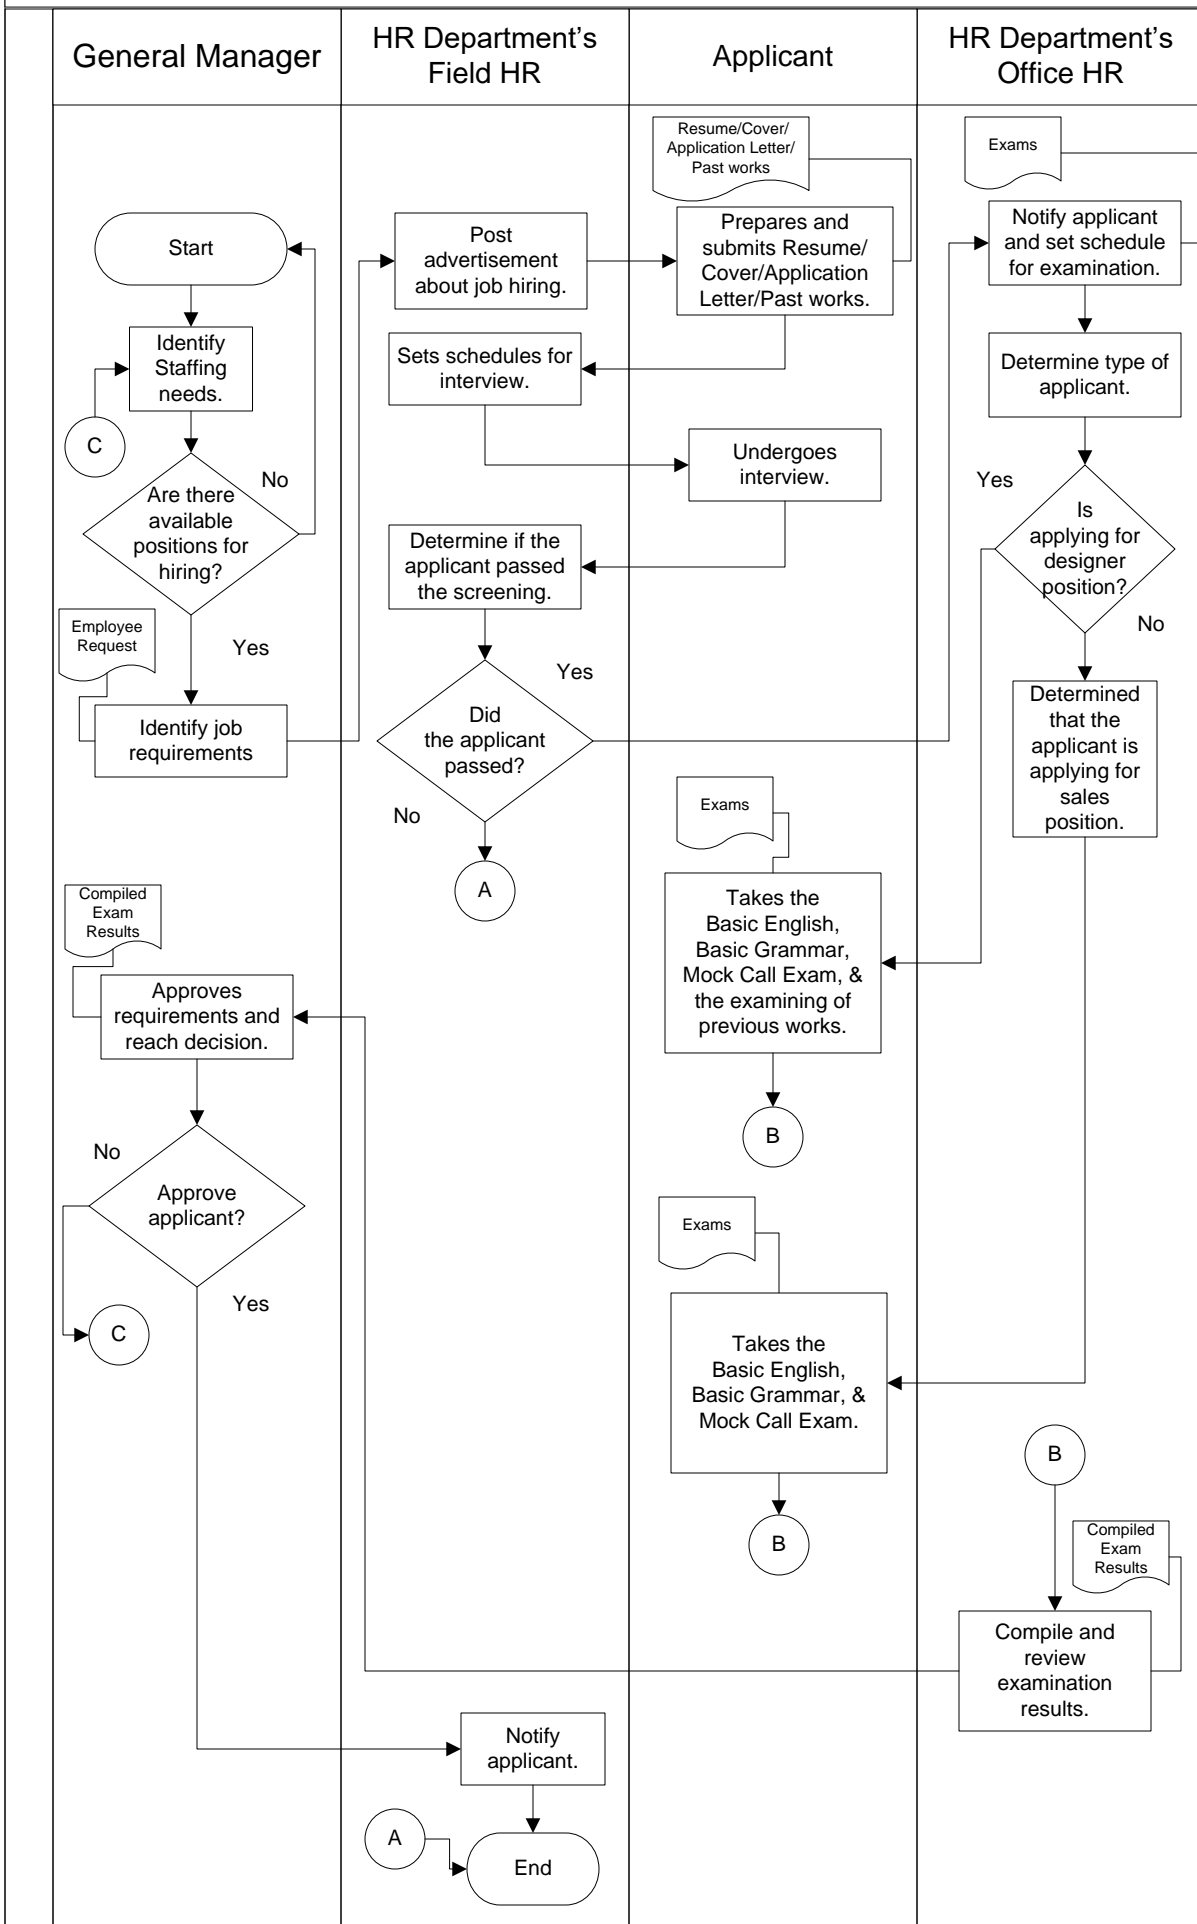 General Manager
HR Department's
Field HR
Applicant
HR Department's
Office HR
Resume/Cover/
Application Letter/
Past works
Exams
Start
Post
advertisement
about job hiring.
Prepares and
submits Resume/
Cover/Application
Letter/Past works.
Notify applicant
and set schedule
for examination.
Identify
Staffing
needs.
Sets schedules for
interview.
Determine type of
applicant.
C
No
Undergoes
interview.
Yes
Are there
available
positions for
hiring?
Determine if the
applicant passed
the screening.
Is
applying for
designer
position?
No
Employee
Request
Yes
Yes
Identify job
requirements
Did
the applicant
passed?
Determined
that the
applicant is
applying for
sales
position.
No
Exams
A
Compiled
Exam
Results
Takes the
Basic English,
Basic Grammar,
Mock Call Exam, &
the examining of
previous works.
Approves
requirements and
reach decision.
No
B
Approve
applicant?
Exams
Yes
C
Takes the
Basic English,
Basic Grammar, &
Mock Call Exam.
B
B
Compiled
Exam
Results
Compile and
review
examination
results.
Notify
applicant.
A
End